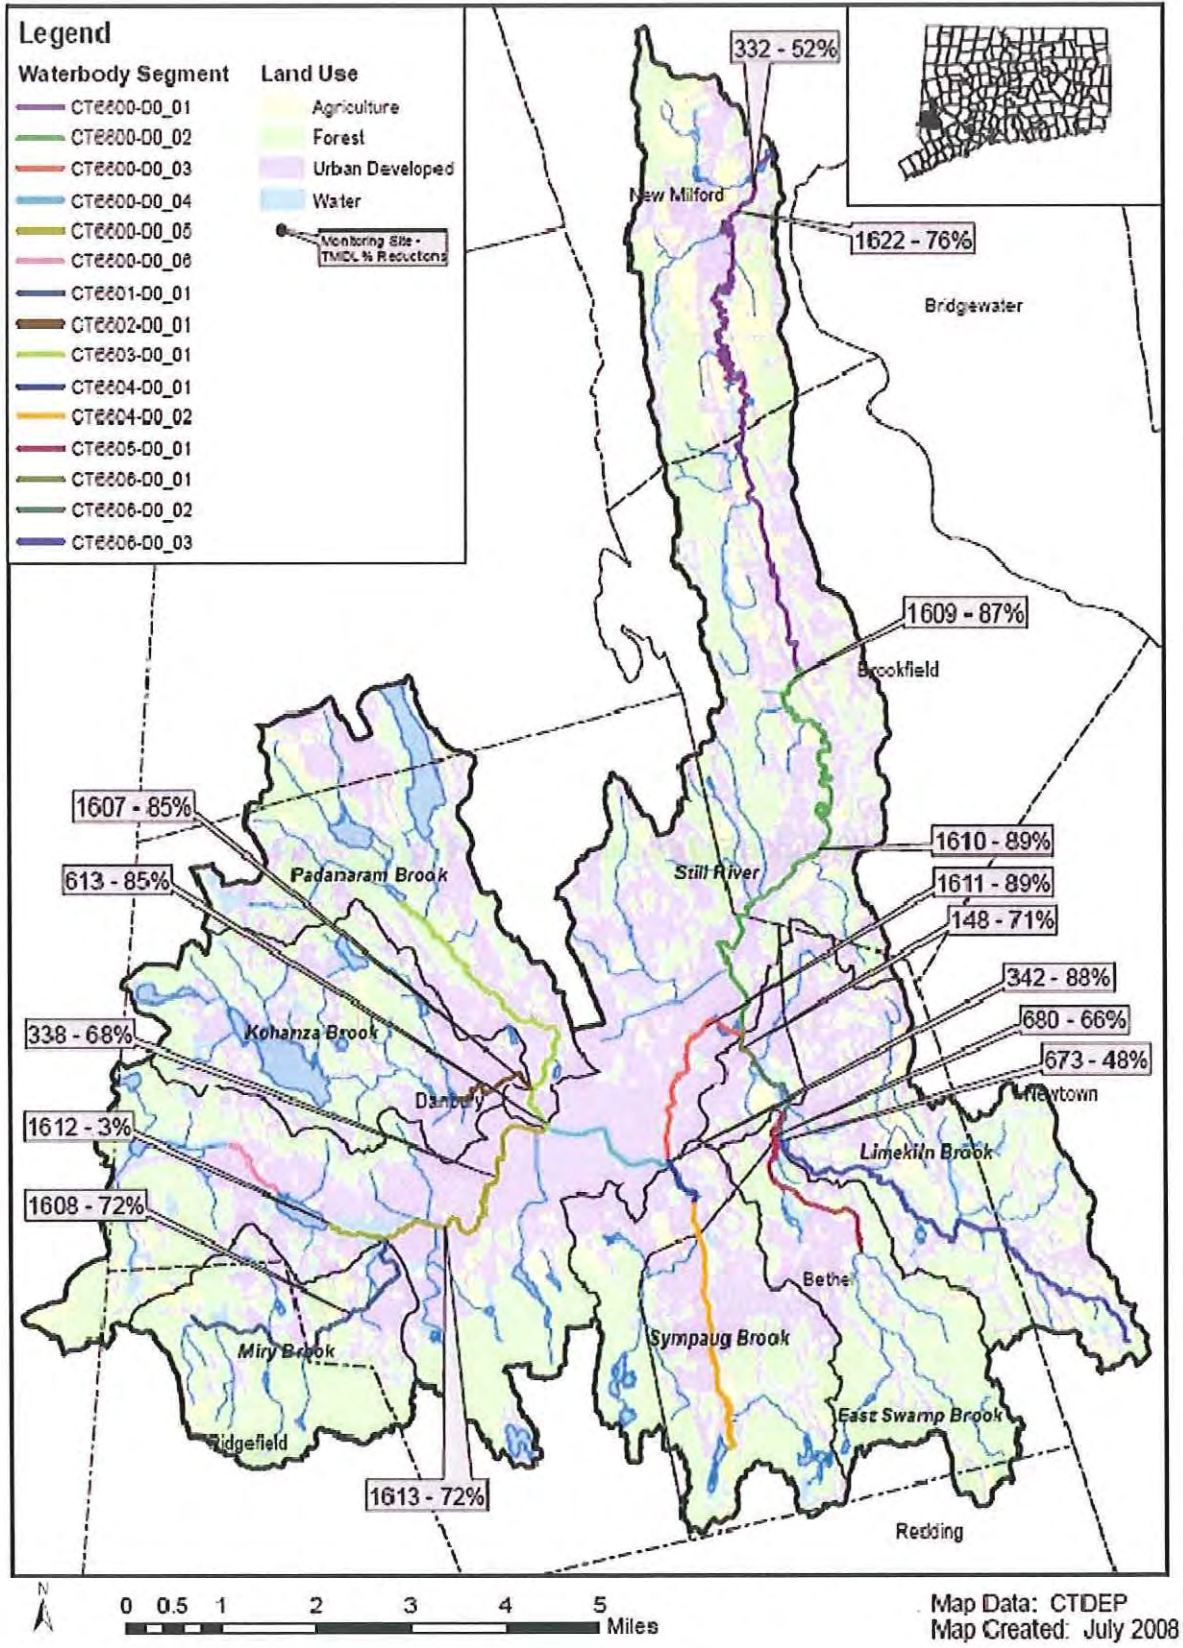 Legend
Waterbody Segment
CT6600-00_01
CT6600-00_02
CT6600-00_03
CT6600-00_04
CT6600-00_05
CT6600-00_06
CT6601-00_01
CT6602-00_01
CT6603-00_01
CT6604-00_01
CT6604-00_02
CT6605-00_01
CT6606-00_01
CT6606-00_02
CT6606-00_03
Land Use
Agriculture
Forest
Urban Developed
Water
Monitoring Site -
TMDL % Reductions
332 - 52%
New Milford
1622 - 76%
Bridgewater
1609 - 87%
Brookfield
1607 - 85%
613 - 85%
Padanaram Brook
Still River
1610 - 89%
1611 - 89%
148 - 71%
342 - 88%
680 - 66%
673 - 48%
338 - 68%
Kohanza Brook
Danbury
Newtown
1612 - 3%
Limekiln Brook
1608 - 72%
Bethel
Miry Brook
Sympaug Brook
East Swamp Brook
Ridgefield
1613 - 72%
Redding
N
0 0.5 1 2 3 4 5
Miles
Map Data: CTDEP
Map Created: July 2008